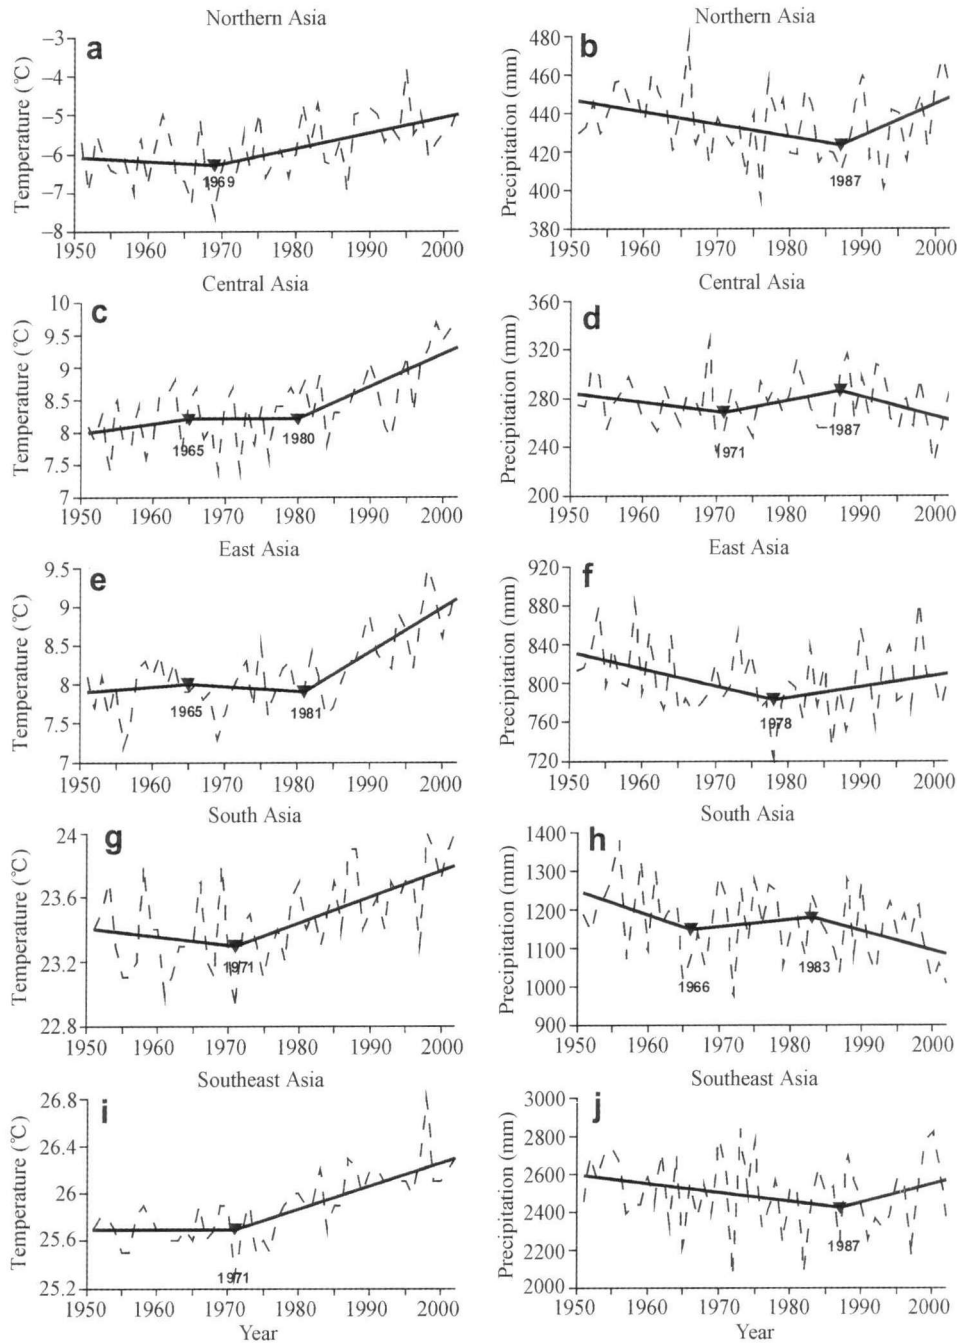 Northern Asia
a
Temperature (℃)
−3
−4
−5
−6
−7
−8
1969
1950 1960 1970 1980 1990 2000
Northern Asia
b
Precipitation (mm)
480
460
440
420
400
380
1987
1950 1960 1970 1980 1990 2000
Central Asia
c
Temperature (℃)
10
9.5
9
8.5
8
7.5
7
1965
1980
1950 1960 1970 1980 1990 2000
Central Asia
d
Precipitation (mm)
360
320
280
260
200
1971
1987
1950 1960 1970 1980 1990 2000
East Asia
e
Temperature (℃)
9.5
9
8.5
8
7.5
7
1965
1981
1950 1960 1970 1980 1990 2000
East Asia
f
Precipitation (mm)
920
880
840
800
760
720
1978
1950 1960 1970 1980 1990 2000
South Asia
g
Temperature (℃)
24
23.6
23.2
22.8
1971
1950 1960 1970 1980 1990 2000
South Asia
h
Precipitation (mm)
1400
1300
1200
1100
1000
900
1966
1983
1950 1960 1970 1980 1990 2000
Southeast Asia
i
Temperature (℃)
26.8
26.4
26
25.6
25.2
1971
1950 1960 1970 1980 1990 2000
Year
Southeast Asia
j
Precipitation (mm)
3000
2800
2600
2400
2200
2000
1987
1950 1960 1970 1980 1990 2000
Year